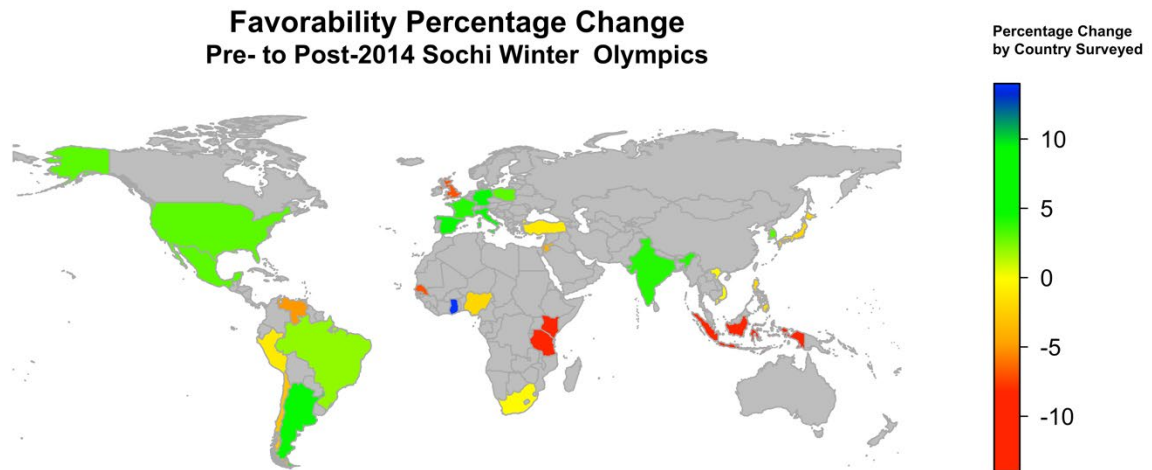 Favorability Percentage Change
Pre- to Post-2014 Sochi Winter Olympics
Percentage Change
by Country Surveyed
10
5
0
-5
-10